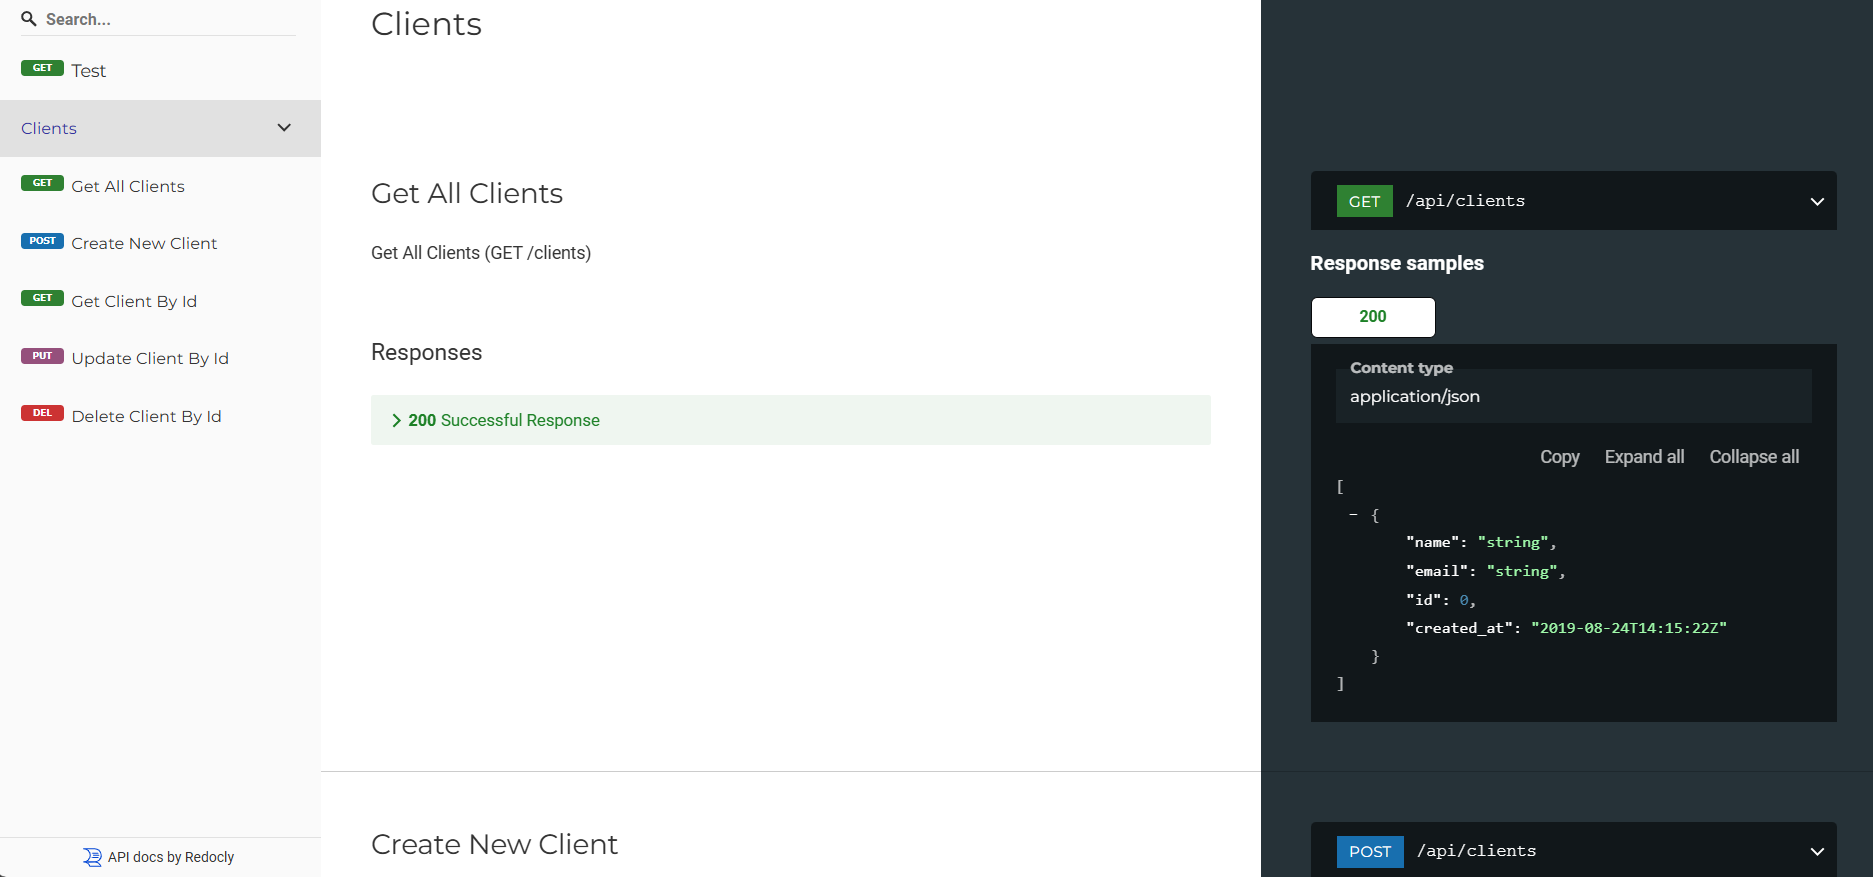 Search...
GET Test
Clients
GET Get All Clients
POST Create New Client
GET Get Client By Id
PUT Update Client By Id
DEL Delete Client By Id
API docs by Redocly
Clients
Get All Clients
Get All Clients (GET /clients)
Responses
200 Successful Response
Create New Client
GET /api/clients
Response samples
200
Content type
application/json
Copy Expand all Collapse all
[
- {
"name": "string",
"email": "string",
"id": 0,
"created_at": "2019-08-24T14:15:22Z"
}
]
POST /api/clients